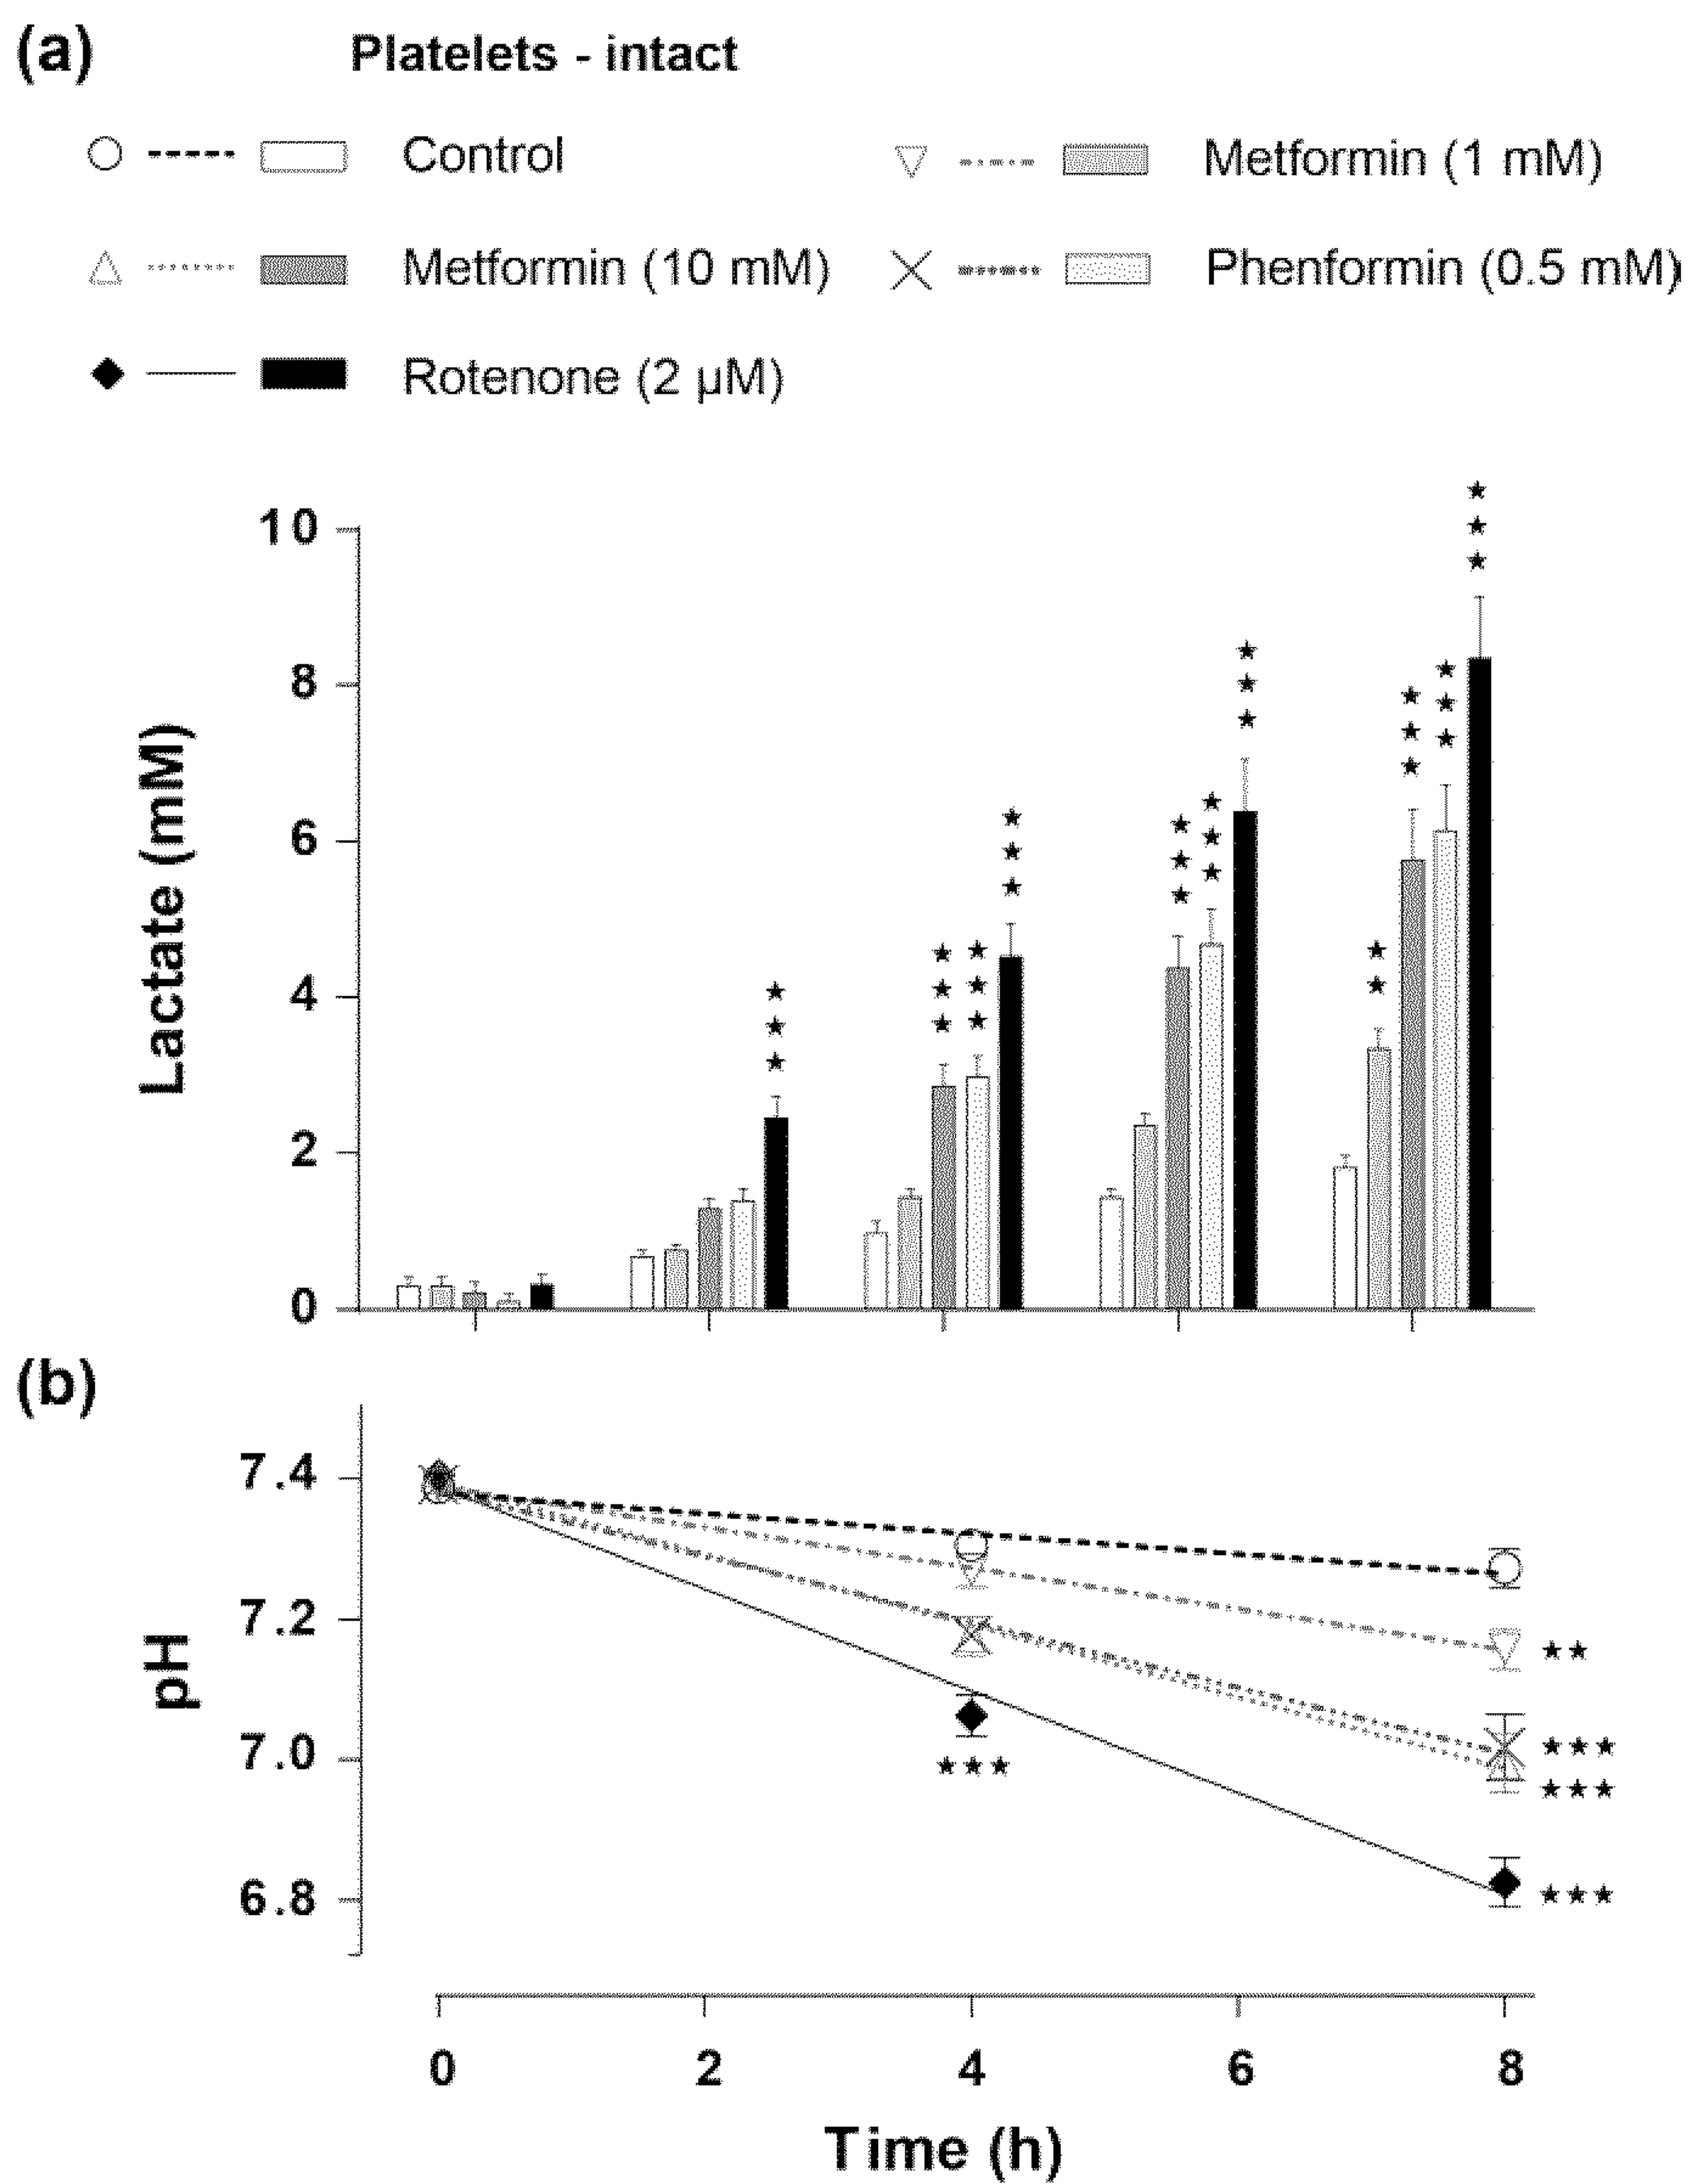 (a) Platelets - intact
Control Metformin (1 mM)
Metformin (10 mM) Phenformin (0.5 mM)
Rotenone (2 µM)
10
8
6
4
2
0
Lactate (mM)
(b)
7.4
7.2
7.0
6.8
pH
0 2 4 6 8
Time (h)